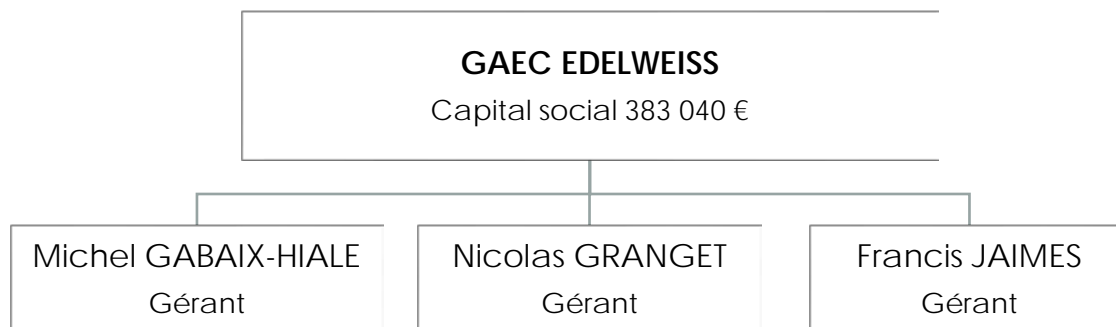 GAEC EDELWEISS
Capital social 383 040 €
Michel GABAIX-HIALE
Gérant
Nicolas GRANGET
Gérant
Francis JAIMES
Gérant